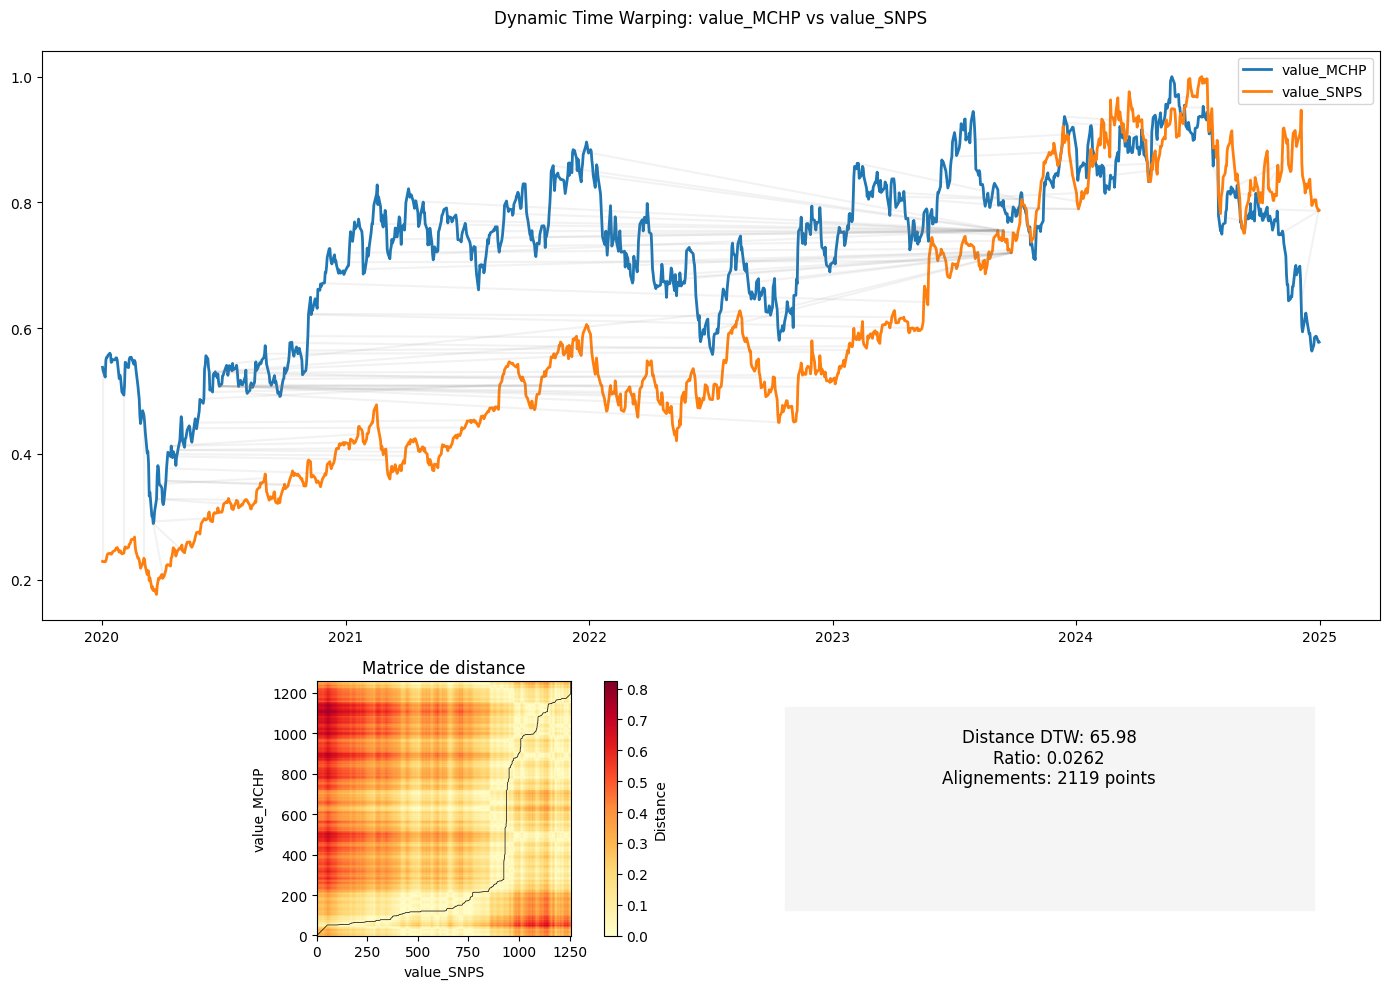 Dynamic Time Warping: value_MCHP vs value_SNPS
value_MCHP
value_SNPS
1.0
0.8
0.6
0.4
0.2
2020 2021 2022 2023 2024 2025
Matrice de distance
value_MCHP
1200
1000
800
600
400
200
0
0 250 500 750 1000 1250
value_SNPS
0.8
0.7
0.6
0.5
0.4
0.3
0.2
0.1
0.0
Distance
Distance DTW: 65.98
Ratio: 0.0262
Alignements: 2119 points